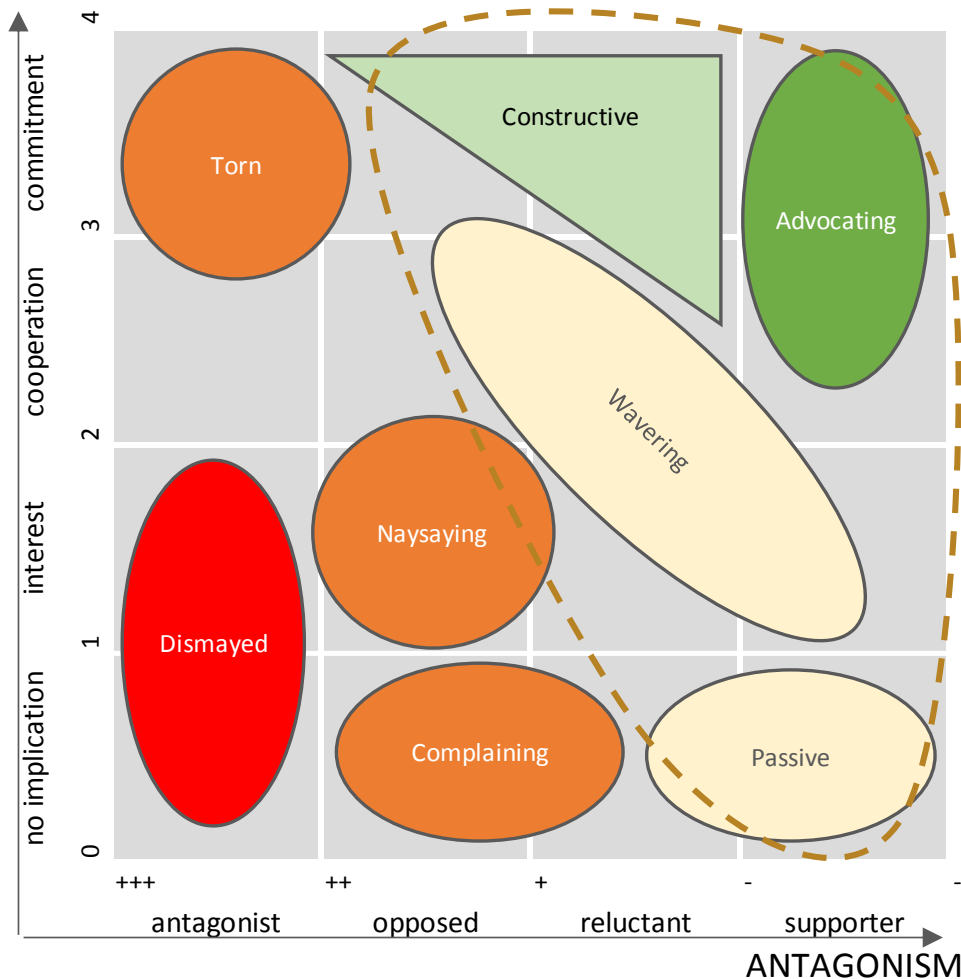 4
commitment
3
cooperation
2
interest
1
no implication
0
Torn
Constructive
Advocating
Wavering
Naysaying
Dismayed
Complaining
Passive
+++
++
+
-
-
antagonist
opposed
reluctant
supporter
ANTAGONISM